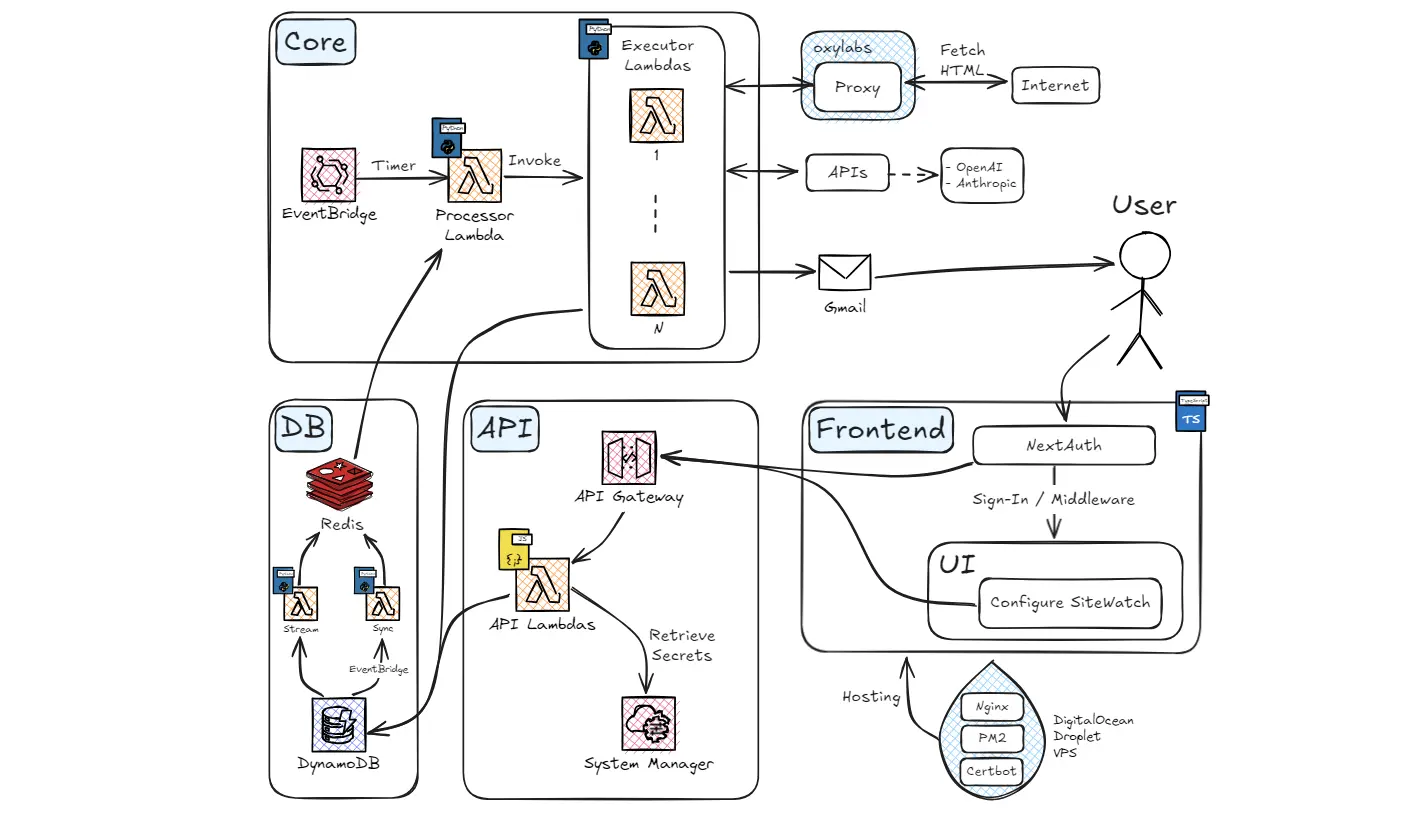 Core
Python
Executor
Lambdas
1
N
EventBridge
Timer
Python
Processor
Lambda
Invoke
oxylabs
Proxy
Fetch
HTML
Internet
APIs
- OpenAI
- Anthropic
Gmail
User
DB
Redis
Python
Stream
Python
Sync
EventBridge
DynamoDB
API
API Gateway
JS
{;}
API Lambdas
Retrieve
Secrets
System Manager
Frontend
TypeScript
TS
NextAuth
Sign-In / Middleware
UI
Configure SiteWatch
Hosting
Nginx
PM2
Certbot
DigitalOcean
Droplet
VPS